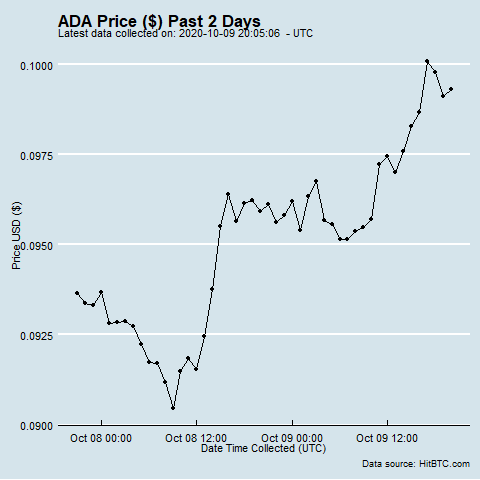 ADA Price ($) Past 2 Days
Latest data collected on: 2020-10-09 20:05:06 - UTC
0.1000
0.0975
0.0950
0.0925
0.0900
Price USD ($)
Oct 08 00:00 Oct 08 12:00 Oct 09 00:00 Oct 09 12:00
Date Time Collected (UTC)
Data source: HitBTC.com